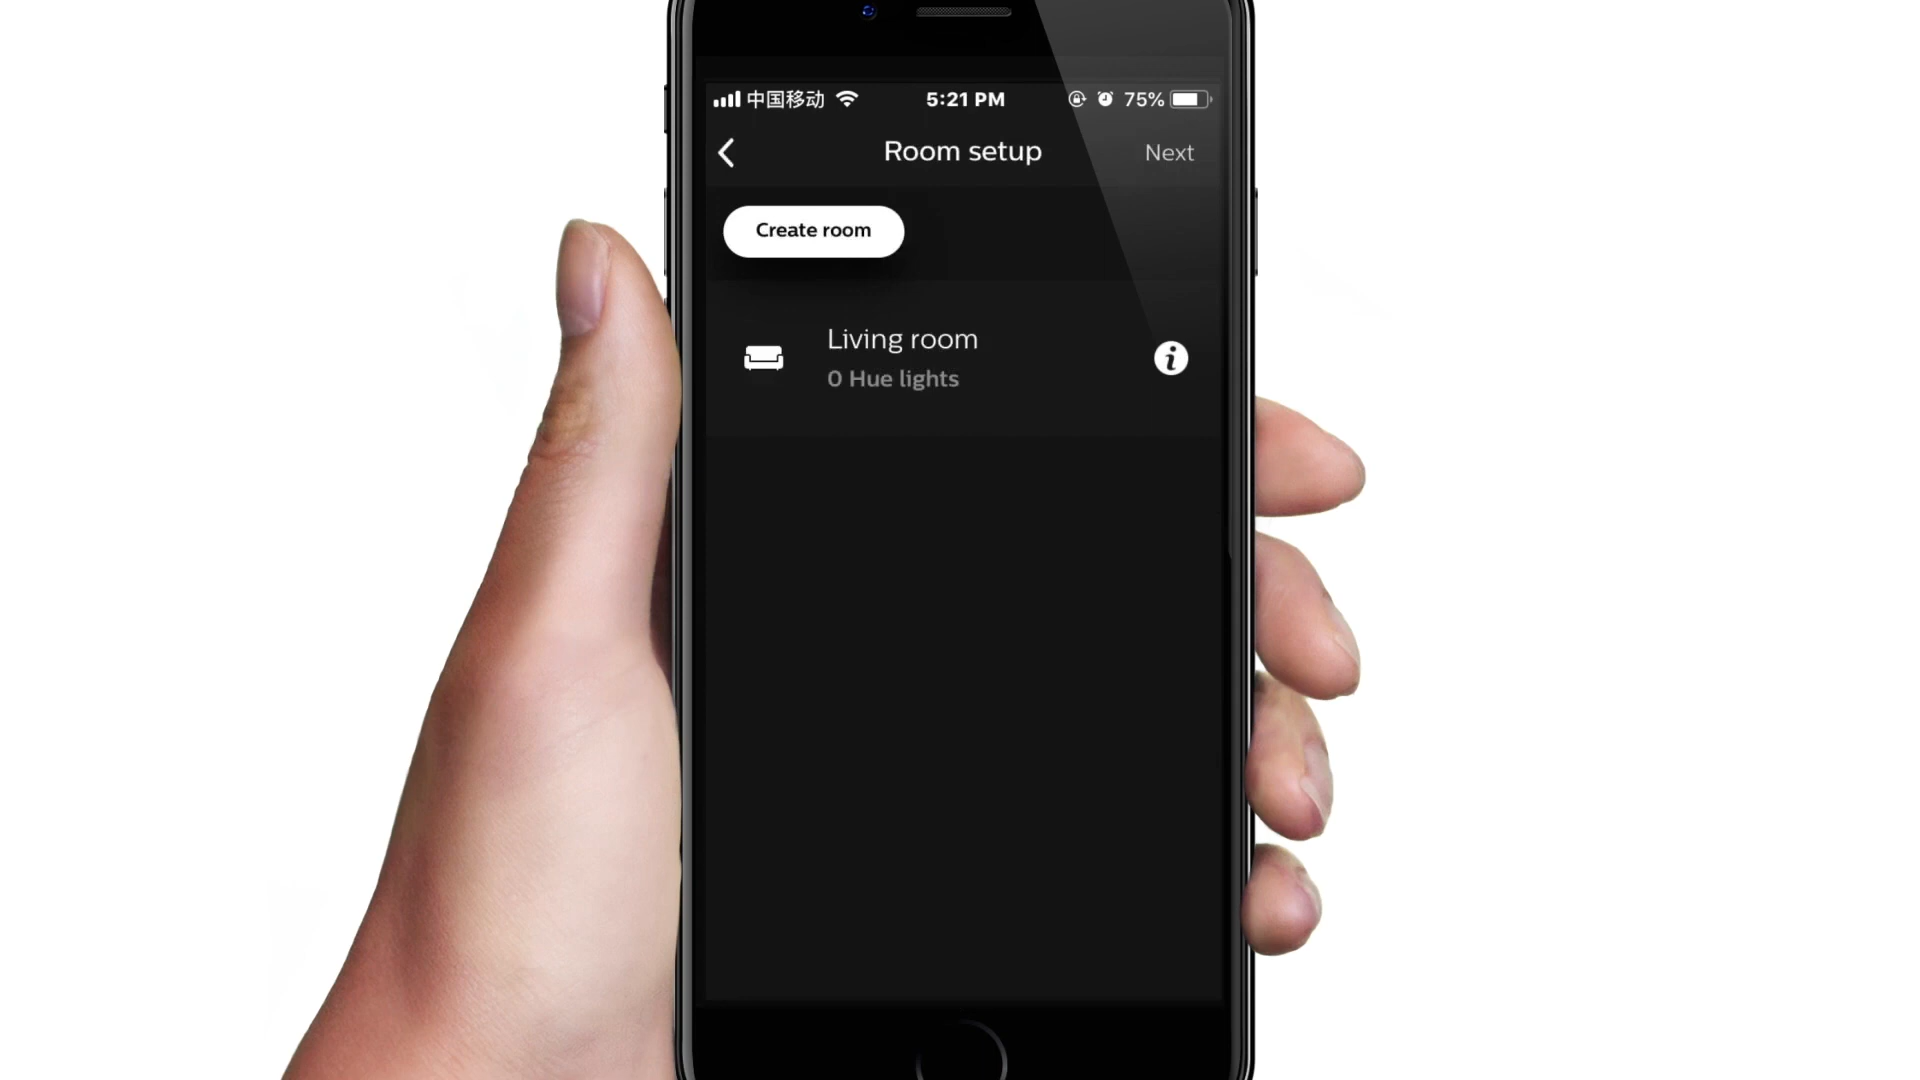 中国移动 5:21 PM 75%
Room setup Next
Create room
Living room
0 Hue lights